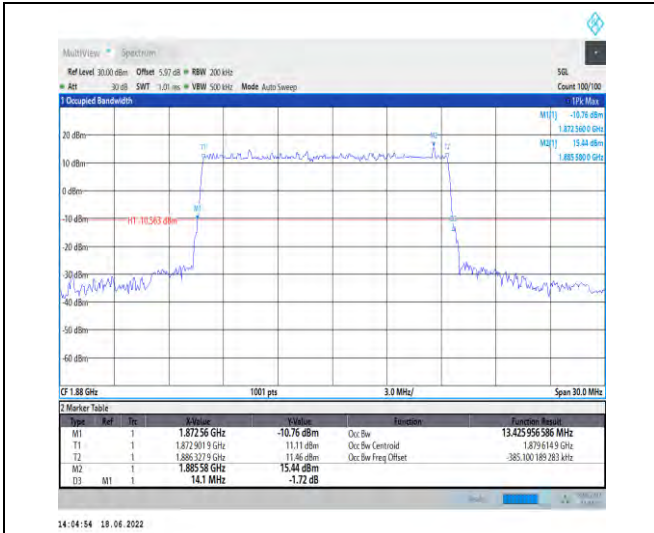 MultiView Spectrum
Ref Level 30.00 dBm Offset 5.97 dB RBW 200 kHz SGL
Att 30 dB SWT 1.01 ms VBW 500 kHz Mode Auto Sweep Count 100/100
1 Occupied Bandwidth 1Pk Max
M1[1] -10.76 dBm
1.872 560 0 GHz
M2[1] 15.44 dBm
1.885 580 0 GHz
20 dBm
M2
T1 T2
10 dBm
0 dBm
M1
-10 dBm
H1 -10.563 dBm
D3
-20 dBm
-30 dBm
-40 dBm
-50 dBm
-60 dBm
CF 1.88 GHz 1001 pts 3.0 MHz/ Span 30.0 MHz
2 Marker Table
Type Ref Trc X-Value Y-Value Function Function Result
M1 1 1.872 56 GHz -10.76 dBm Occ Bw 13.425 956 586 MHz
T1 1 1.872 901 9 GHz 11.11 dBm Occ Bw Centroid 1.879 614 9 GHz
T2 1 1.886 327 9 GHz 11.46 dBm Occ Bw Freq Offset -385.100 189 283 kHz
M2 1 1.885 58 GHz 15.44 dBm
D3 M1 1 14.1 MHz -1.72 dB
14:04:54 18.06.2022